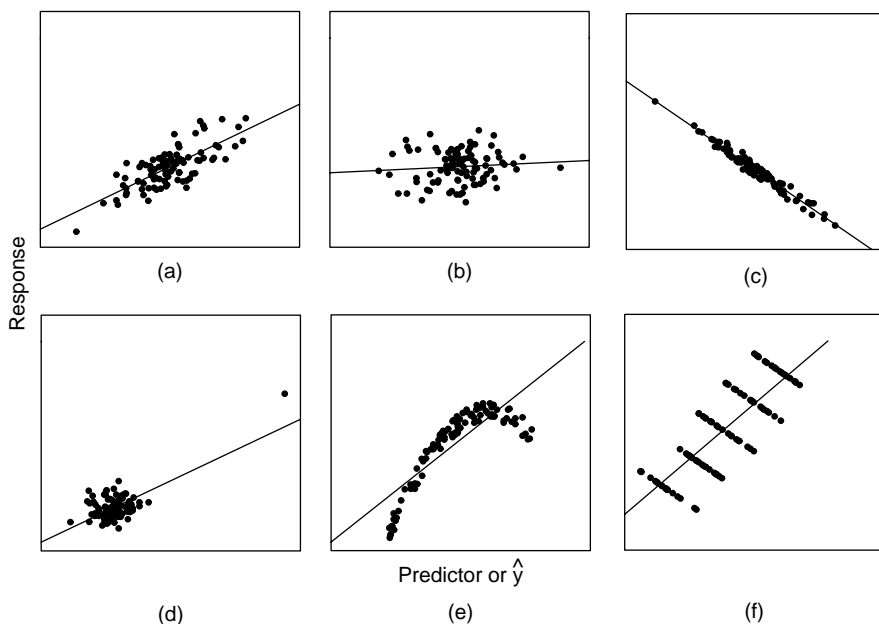 (a)
(b)
(c)
Response
Predictor or ŷ
(d)
(e)
(f)